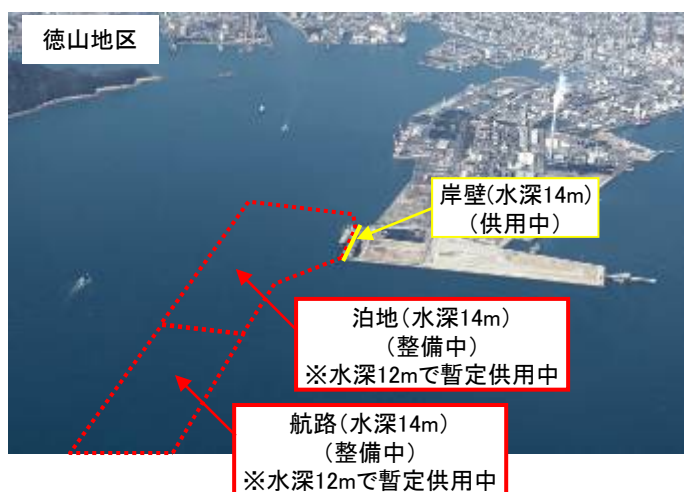 徳山地区
岸壁(水深14m)
(供用中)
泊地(水深14m)
(整備中)
※水深12mで暫定供用中
航路(水深14m)
(整備中)
※水深12mで暫定供用中